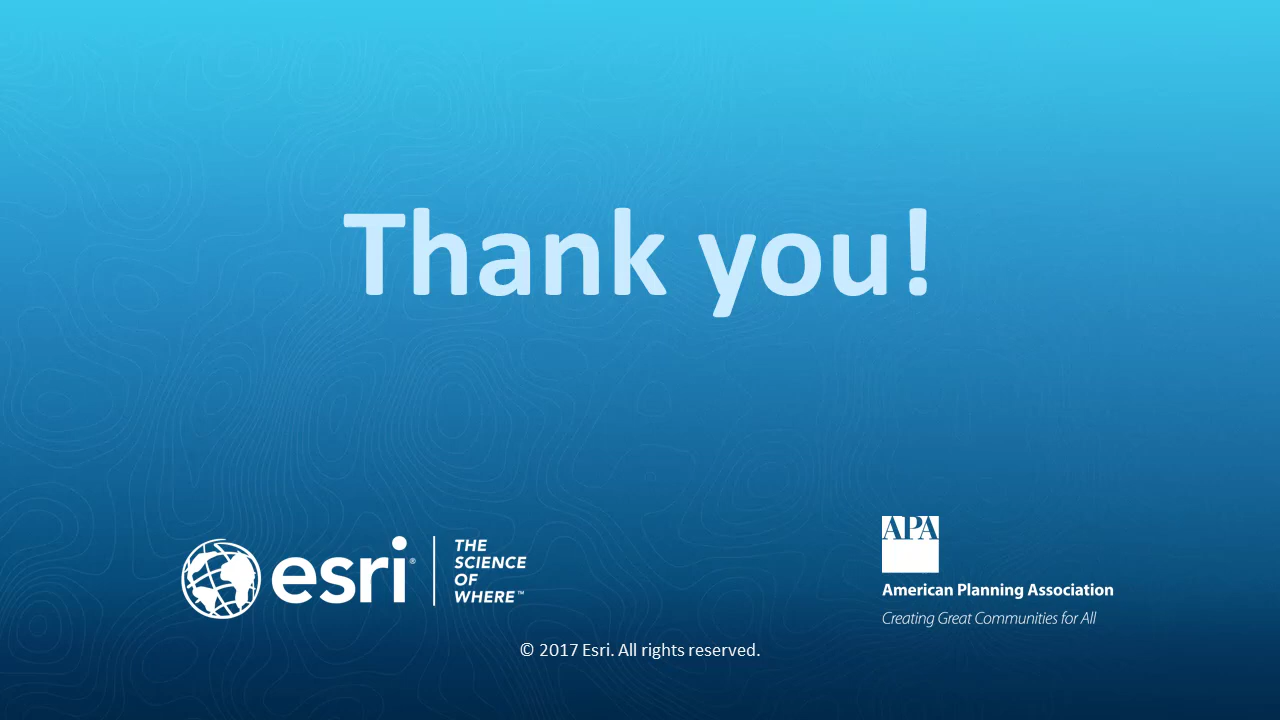 Thank you!
esri®
THE
SCIENCE
OF
WHERE™
APA
American Planning Association
Creating Great Communities for All
© 2017 Esri. All rights reserved.